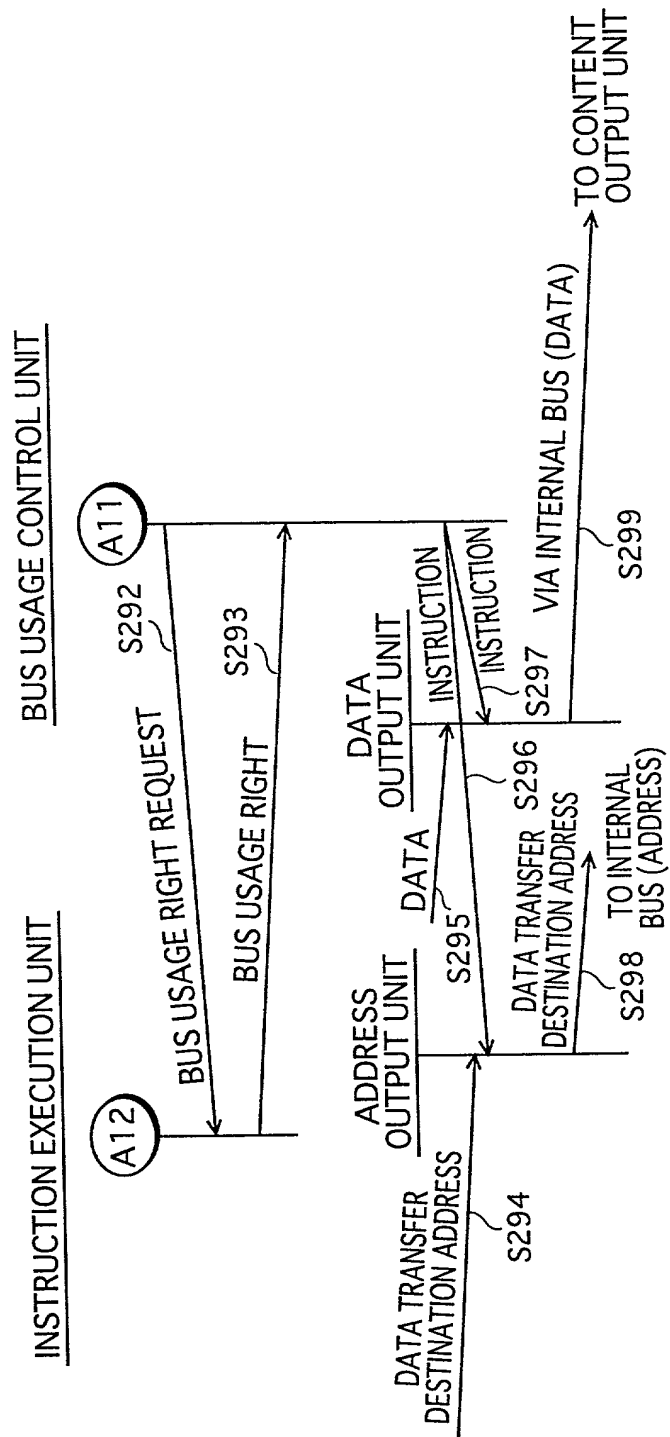 INSTRUCTION EXECUTION UNIT
BUS USAGE CONTROL UNIT
A12
A11
BUS USAGE RIGHT REQUEST
S292
BUS USAGE RIGHT
S293
ADDRESS
OUTPUT UNIT
DATA
OUTPUT UNIT
DATA TRANSFER
DESTINATION ADDRESS
S294
DATA
S295
INSTRUCTION
S296
INSTRUCTION
S297
DATA TRANSFER
DESTINATION ADDRESS
S298
TO INTERNAL
BUS (ADDRESS)
VIA INTERNAL BUS (DATA)
S299
TO CONTENT
OUTPUT UNIT